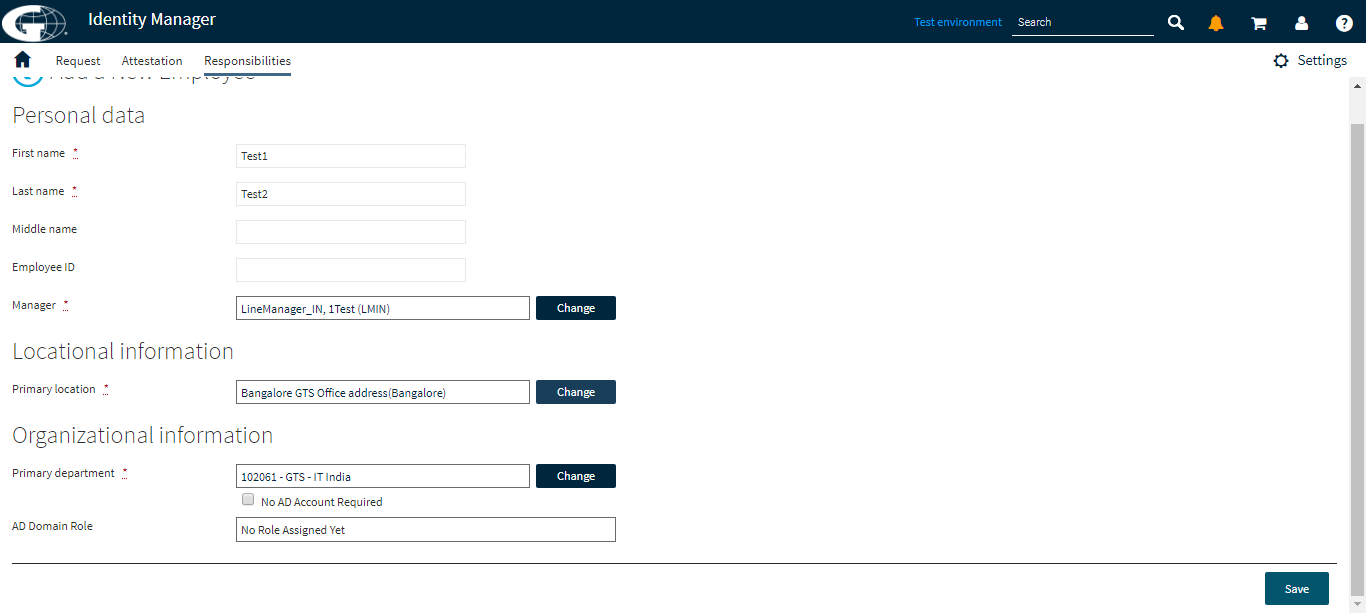 Identity Manager
Test environment
Search
Request
Attestation
Responsibilities
Settings
Add a New Employee
Personal data
First name *
Test1
Last name *
Test2
Middle name
Employee ID
Manager *
LineManager_IN, 1Test (LMIN)
Change
Locational information
Primary location *
Bangalore GTS Office address(Bangalore)
Change
Organizational information
Primary department *
102061 - GTS - IT India
Change
No AD Account Required
AD Domain Role
No Role Assigned Yet
Save